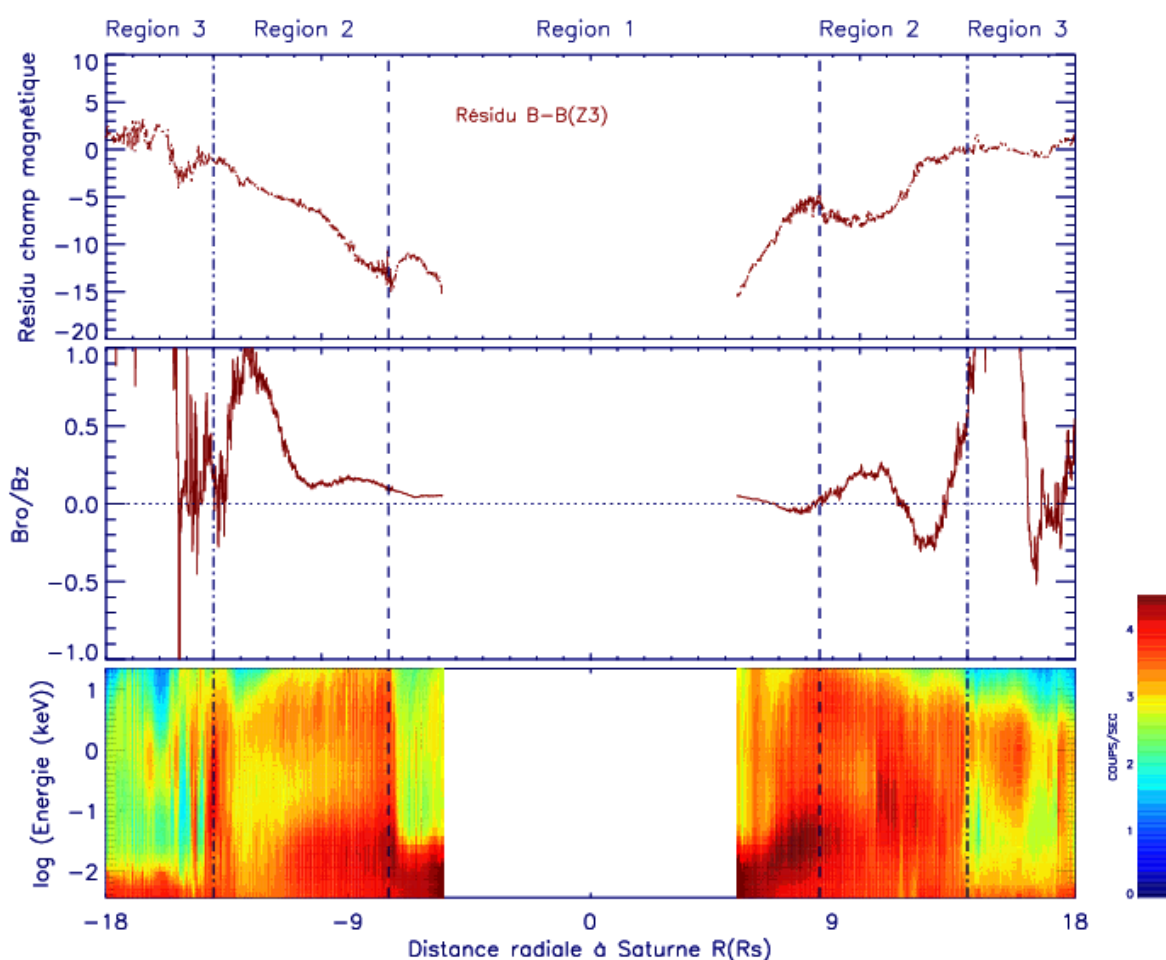 Region 3 Region 2 Region 1 Region 2 Region 3
Résidu champ magnétique
10
5
0
−5
−10
−15
−20
Résidu B−B(Z3)
Bro/Bz
1.0
0.5
0.0
−0.5
−1.0
log (Energie (keV))
1
0
−1
−2
−18 −9 0 9 18
Distance radiale à Saturne R(Rs)
COUPS/SEC
4
3
2
1
0